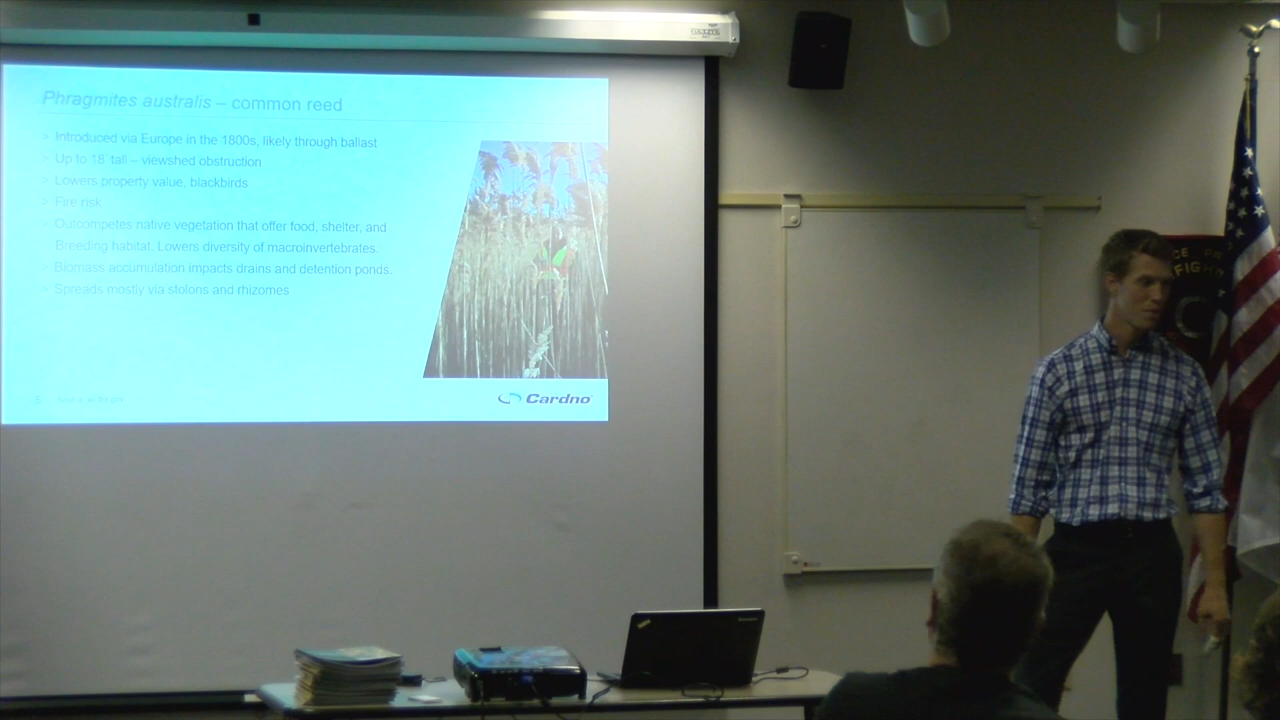 Phragmites australis – common reed
> Introduced via Europe in the 1800s, likely through ballast
> Up to 18' tall – viewshed obstruction
> Lowers property value, blackbirds
> Fire risk
> Outcompetes native vegetation that offer food, shelter, and
Breeding habitat. Lowers diversity of macroinvertebrates.
> Biomass accumulation impacts drains and detention ponds.
> Spreads mostly via stolons and rhizomes
5
Cardno
FIGH